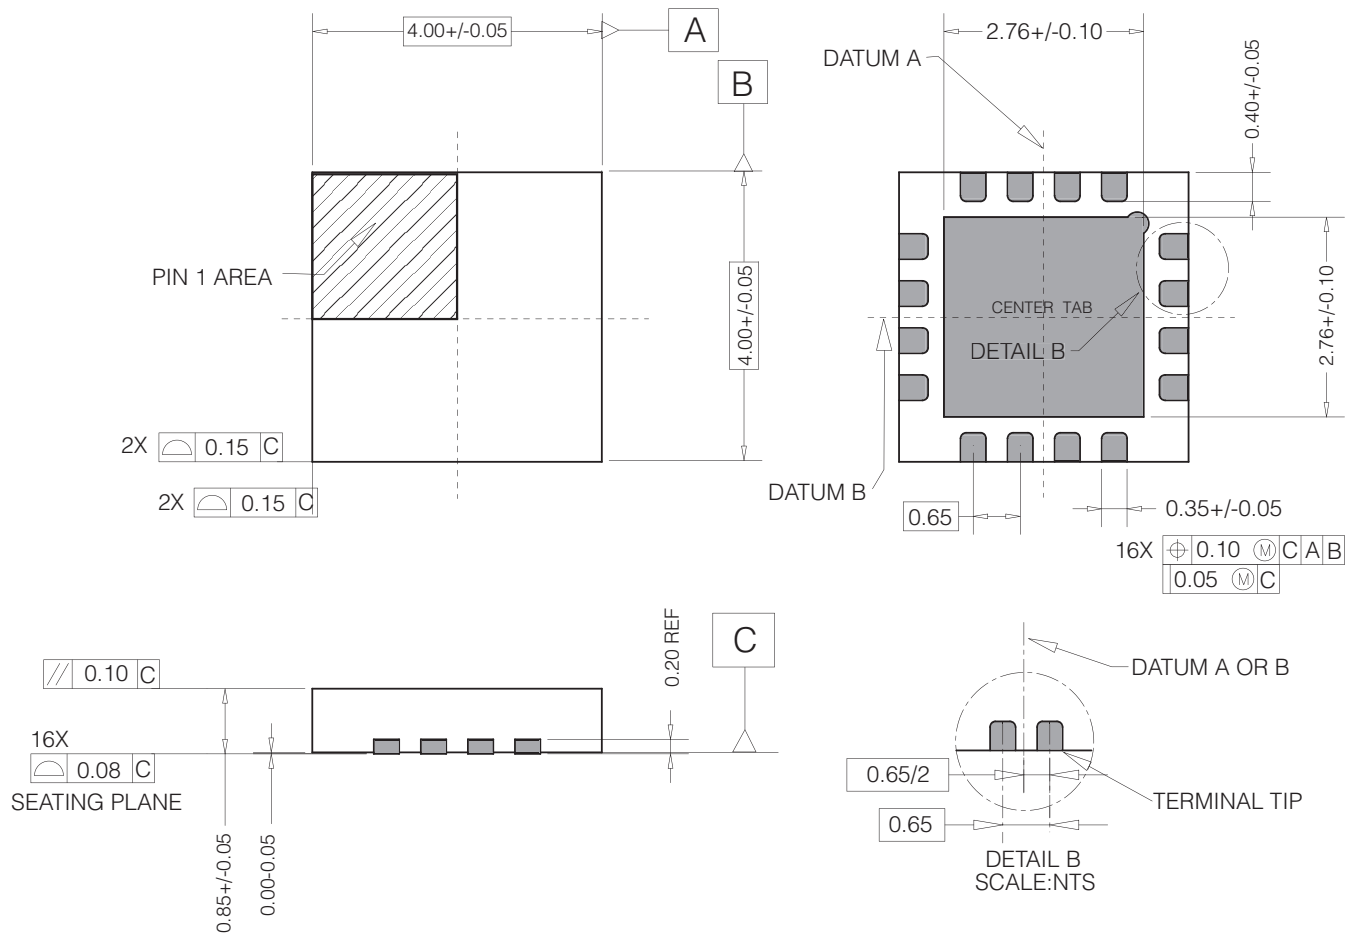 4.00+/-0.05
A
B
PIN 1 AREA
4.00+/-0.05
2X 0.15 C
2X 0.15 C
2.76+/-0.10
DATUM A
0.40+/-0.05
CENTER TAB
DETAIL B
2.76+/-0.10
DATUM B
0.65
0.35+/-0.05
16X ⌖ 0.10 Ⓜ C A B
0.05 Ⓜ C
// 0.10 C
16X
0.08 C
SEATING PLANE
0.85+/-0.05
0.00-0.05
0.20 REF
C
DATUM A OR B
0.65/2
0.65
TERMINAL TIP
DETAIL B
SCALE:NTS